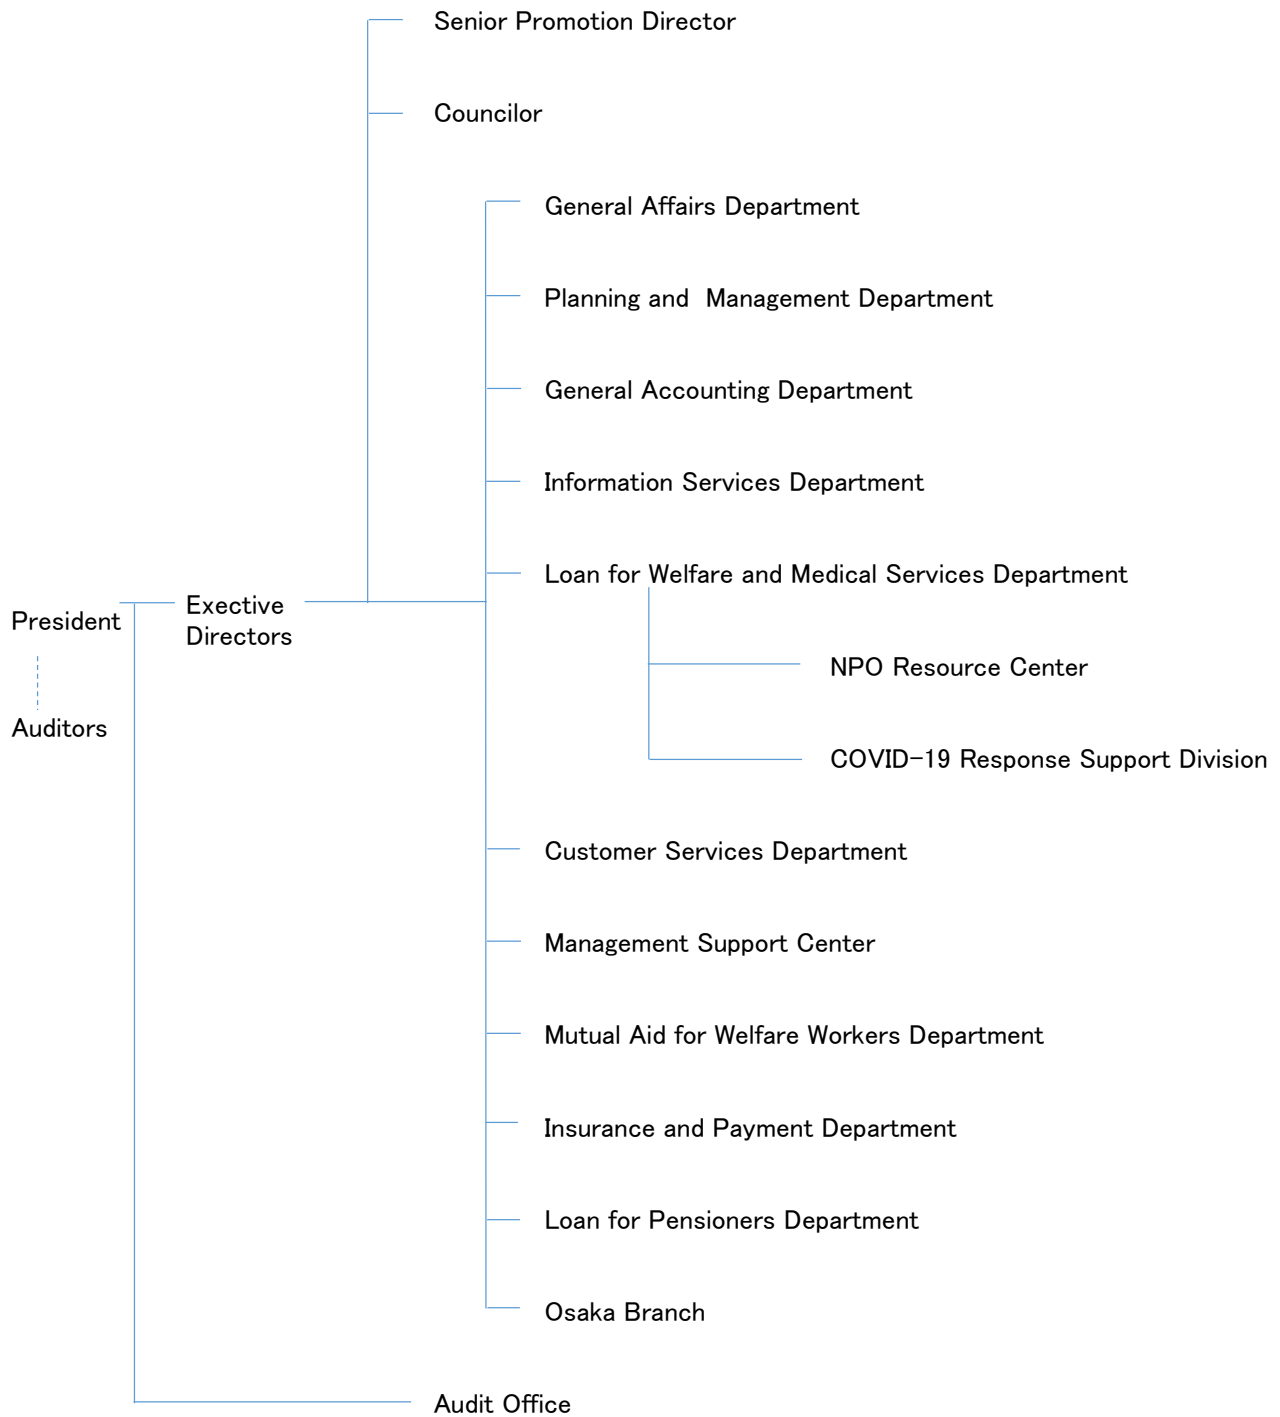 Senior Promotion Director
Councilor
General Affairs Department
Planning and  Management Department
General Accounting Department
Information Services Department
Loan for Welfare and Medical Services Department
President
Exective
Directors
NPO Resource Center
Auditors
COVID-19 Response Support Division
Customer Services Department
Management Support Center
Mutual Aid for Welfare Workers Department
Insurance and Payment Department
Loan for Pensioners Department
Osaka Branch
Audit Office